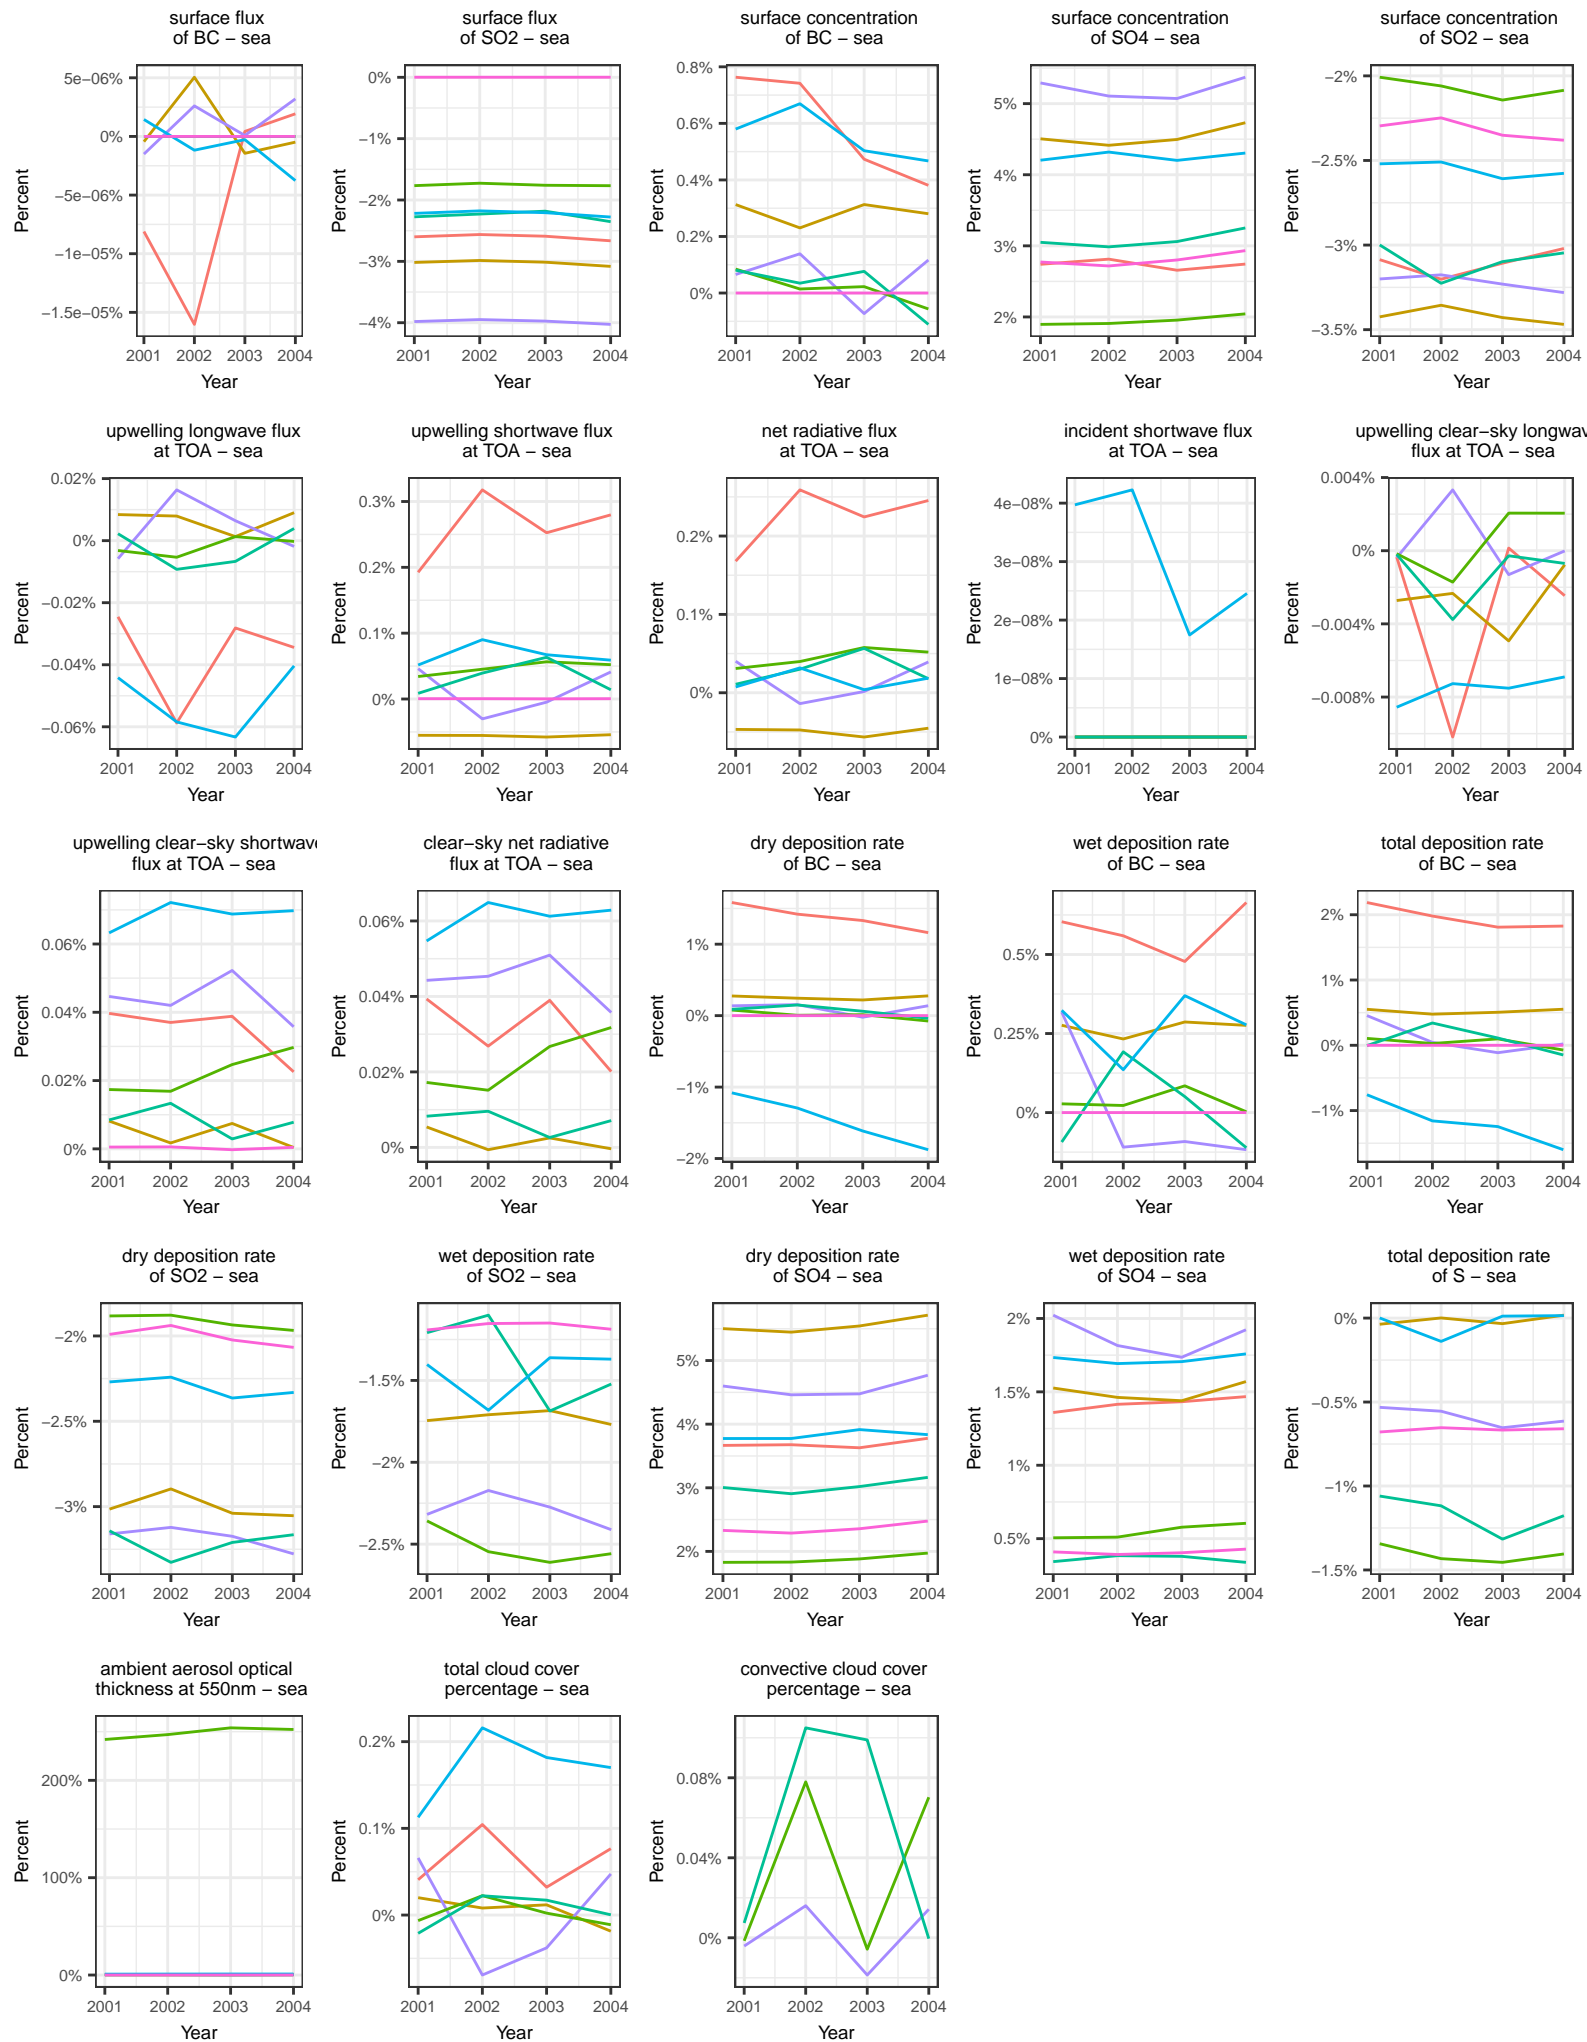 surface flux
of BC − sea
5e−06%
0%
−5e−06%
−1e−05%
−1.5e−05%
Percent
2001 2002 2003 2004
Year
surface flux
of SO2 − sea
0%
−1%
−2%
−3%
−4%
Percent
2001 2002 2003 2004
Year
surface concentration
of BC − sea
0.8%
0.6%
0.4%
0.2%
0%
Percent
2001 2002 2003 2004
Year
surface concentration
of SO4 − sea
5%
4%
3%
2%
Percent
2001 2002 2003 2004
Year
surface concentration
of SO2 − sea
−2%
−2.5%
−3%
−3.5%
Percent
2001 2002 2003 2004
Year
upwelling longwave flux
at TOA − sea
0.02%
0%
−0.02%
−0.04%
−0.06%
Percent
2001 2002 2003 2004
Year
upwelling shortwave flux
at TOA − sea
0.3%
0.2%
0.1%
0%
Percent
2001 2002 2003 2004
Year
net radiative flux
at TOA − sea
0.2%
0.1%
0%
Percent
2001 2002 2003 2004
Year
incident shortwave flux
at TOA − sea
4e−08%
3e−08%
2e−08%
1e−08%
0%
Percent
2001 2002 2003 2004
Year
upwelling clear−sky longwav
flux at TOA − sea
0.004%
0%
−0.004%
−0.008%
Percent
2001 2002 2003 2004
Year
upwelling clear−sky shortwave
flux at TOA − sea
0.06%
0.04%
0.02%
0%
Percent
2001 2002 2003 2004
Year
clear−sky net radiative
flux at TOA − sea
0.06%
0.04%
0.02%
0%
Percent
2001 2002 2003 2004
Year
dry deposition rate
of BC − sea
1%
0%
−1%
−2%
Percent
2001 2002 2003 2004
Year
wet deposition rate
of BC − sea
0.5%
0.25%
0%
Percent
2001 2002 2003 2004
Year
total deposition rate
of BC − sea
2%
1%
0%
−1%
Percent
2001 2002 2003 2004
Year
dry deposition rate
of SO2 − sea
−2%
−2.5%
−3%
Percent
2001 2002 2003 2004
Year
wet deposition rate
of SO2 − sea
−1.5%
−2%
−2.5%
Percent
2001 2002 2003 2004
Year
dry deposition rate
of SO4 − sea
5%
4%
3%
2%
Percent
2001 2002 2003 2004
Year
wet deposition rate
of SO4 − sea
2%
1.5%
1%
0.5%
Percent
2001 2002 2003 2004
Year
total deposition rate
of S − sea
0%
−0.5%
−1%
−1.5%
Percent
2001 2002 2003 2004
Year
ambient aerosol optical
thickness at 550nm − sea
200%
100%
0%
Percent
2001 2002 2003 2004
Year
total cloud cover
percentage − sea
0.2%
0.1%
0%
Percent
2001 2002 2003 2004
Year
convective cloud cover
percentage − sea
0.08%
0.04%
0%
Percent
2001 2002 2003 2004
Year